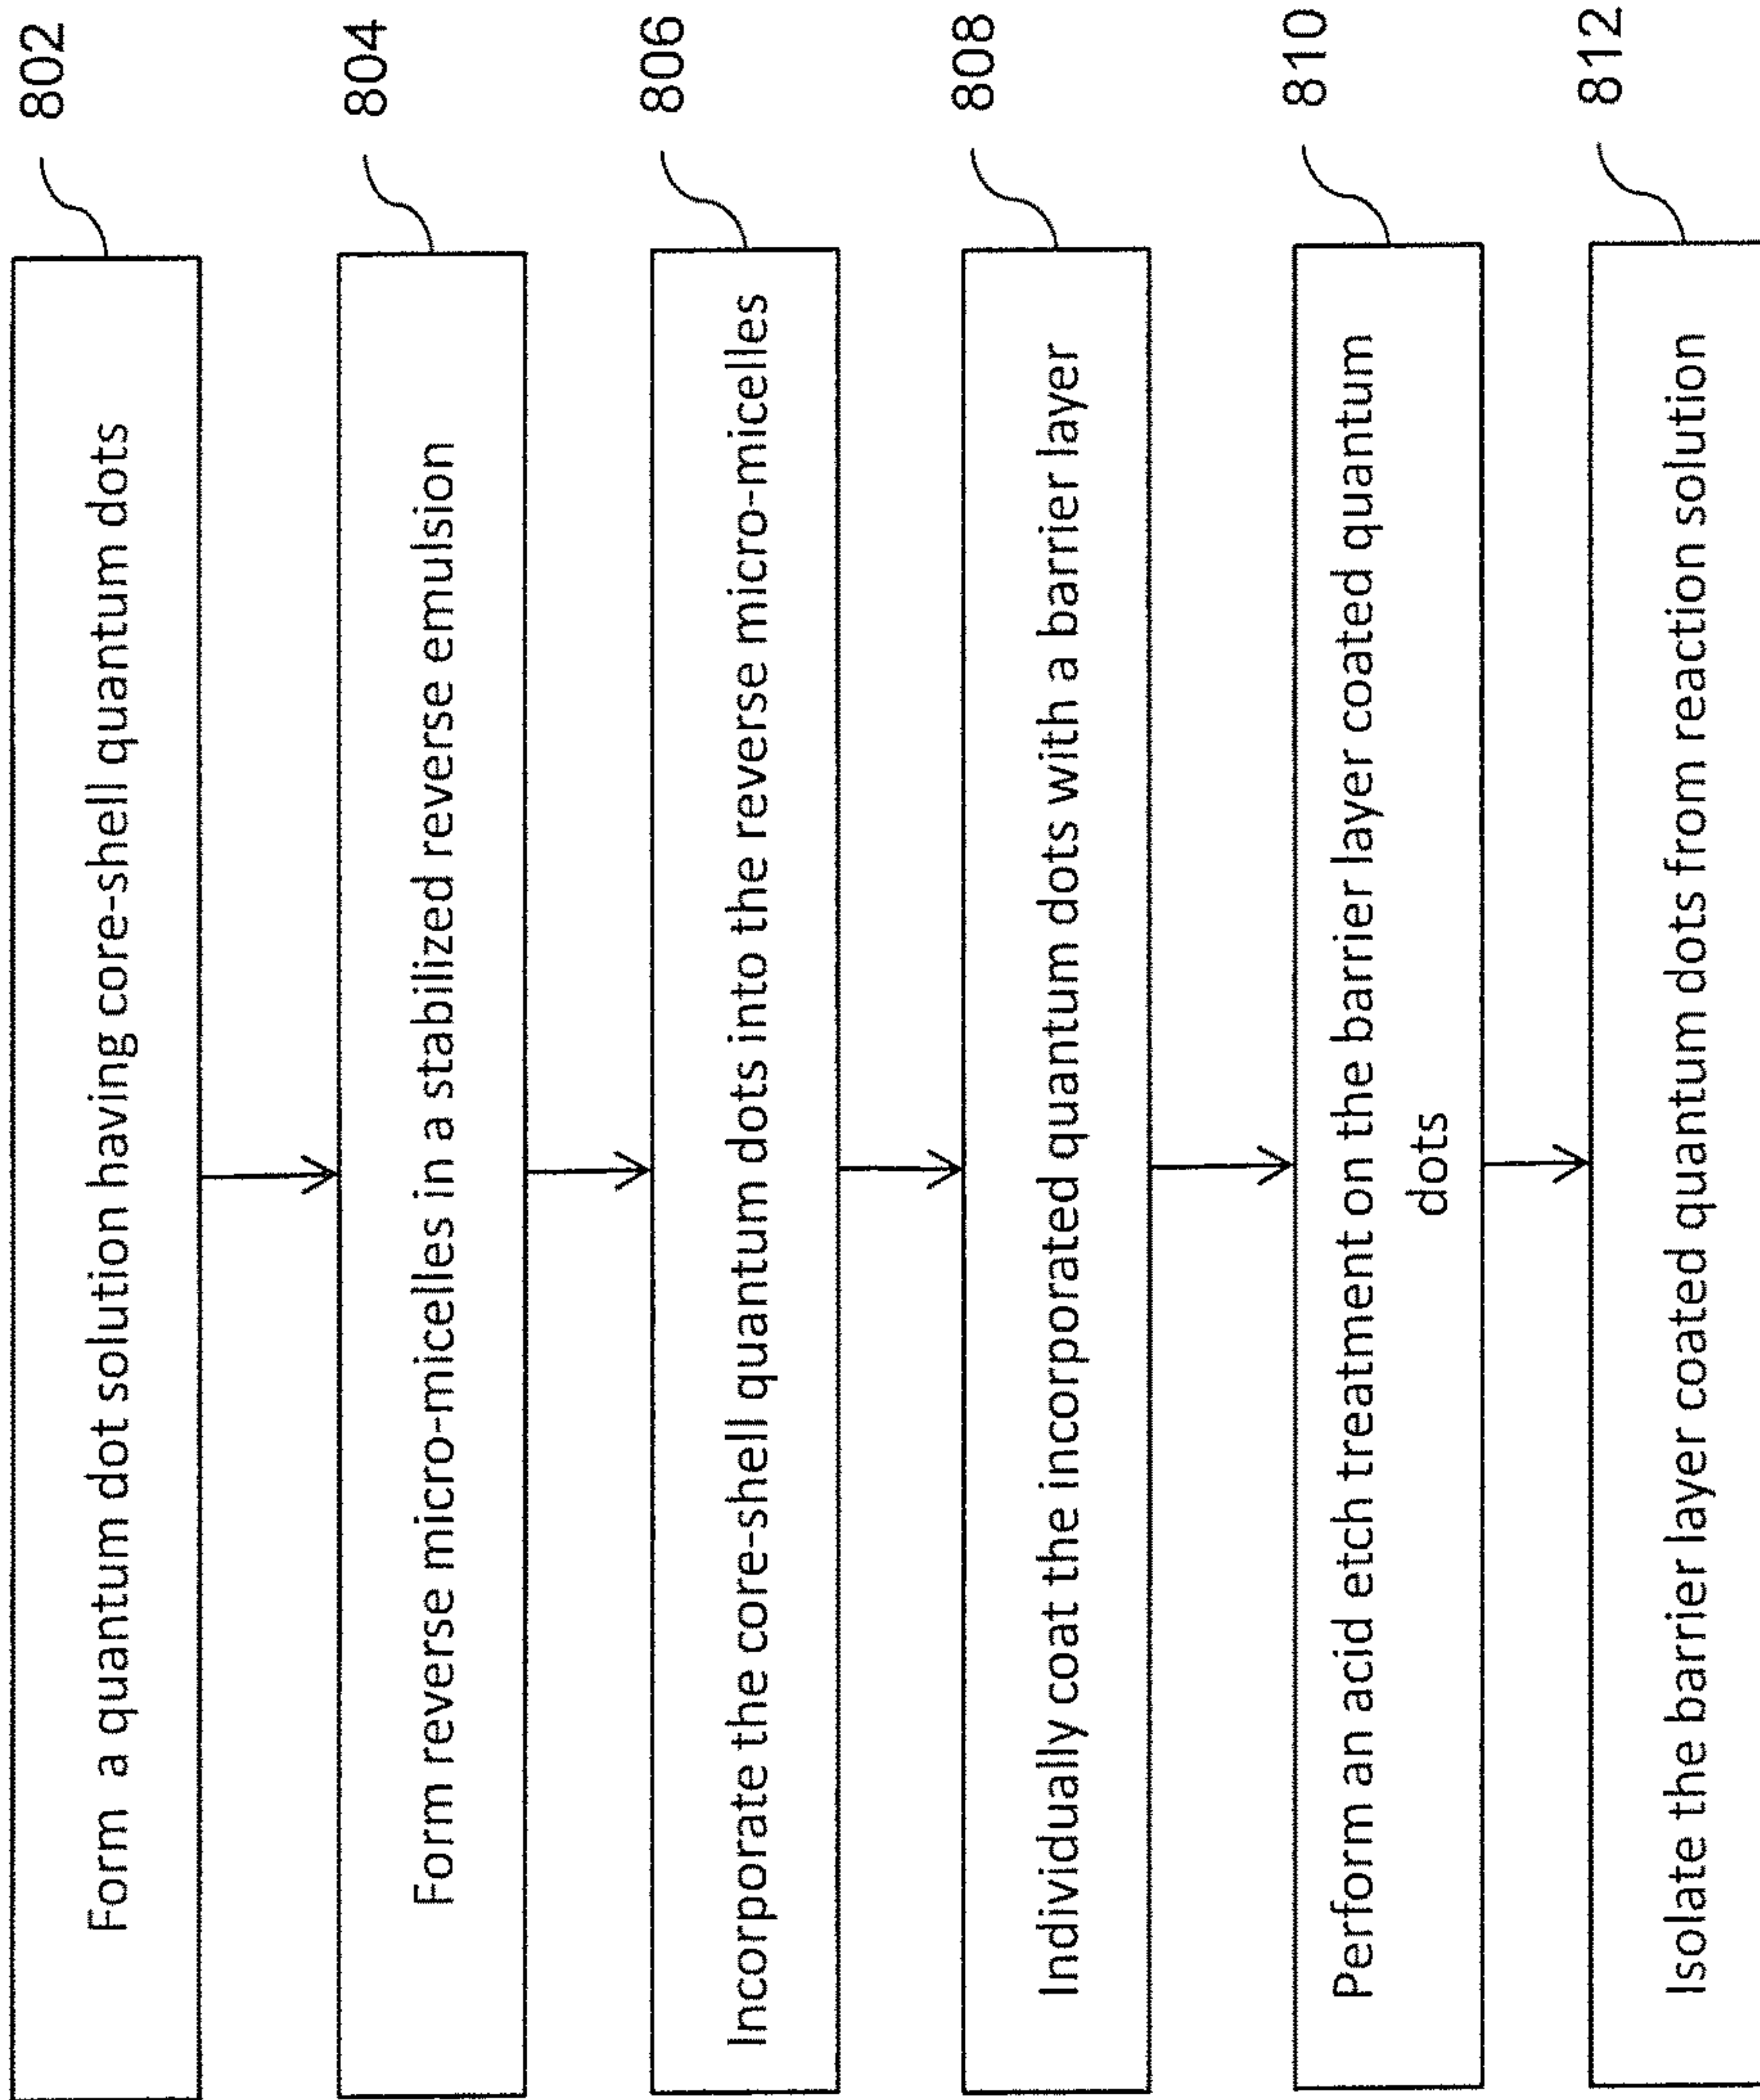 Form a quantum dot solution having core-shell quantum dots
802
Form reverse micro-micelles in a stabilized reverse emulsion
804
Incorporate the core-shell quantum dots into the reverse micro-micelles
806
Individually coat the incorporated quantum dots with a barrier layer
808
Perform an acid etch treatment on the barrier layer coated quantum
dots
810
Isolate the barrier layer coated quantum dots from reaction solution
812